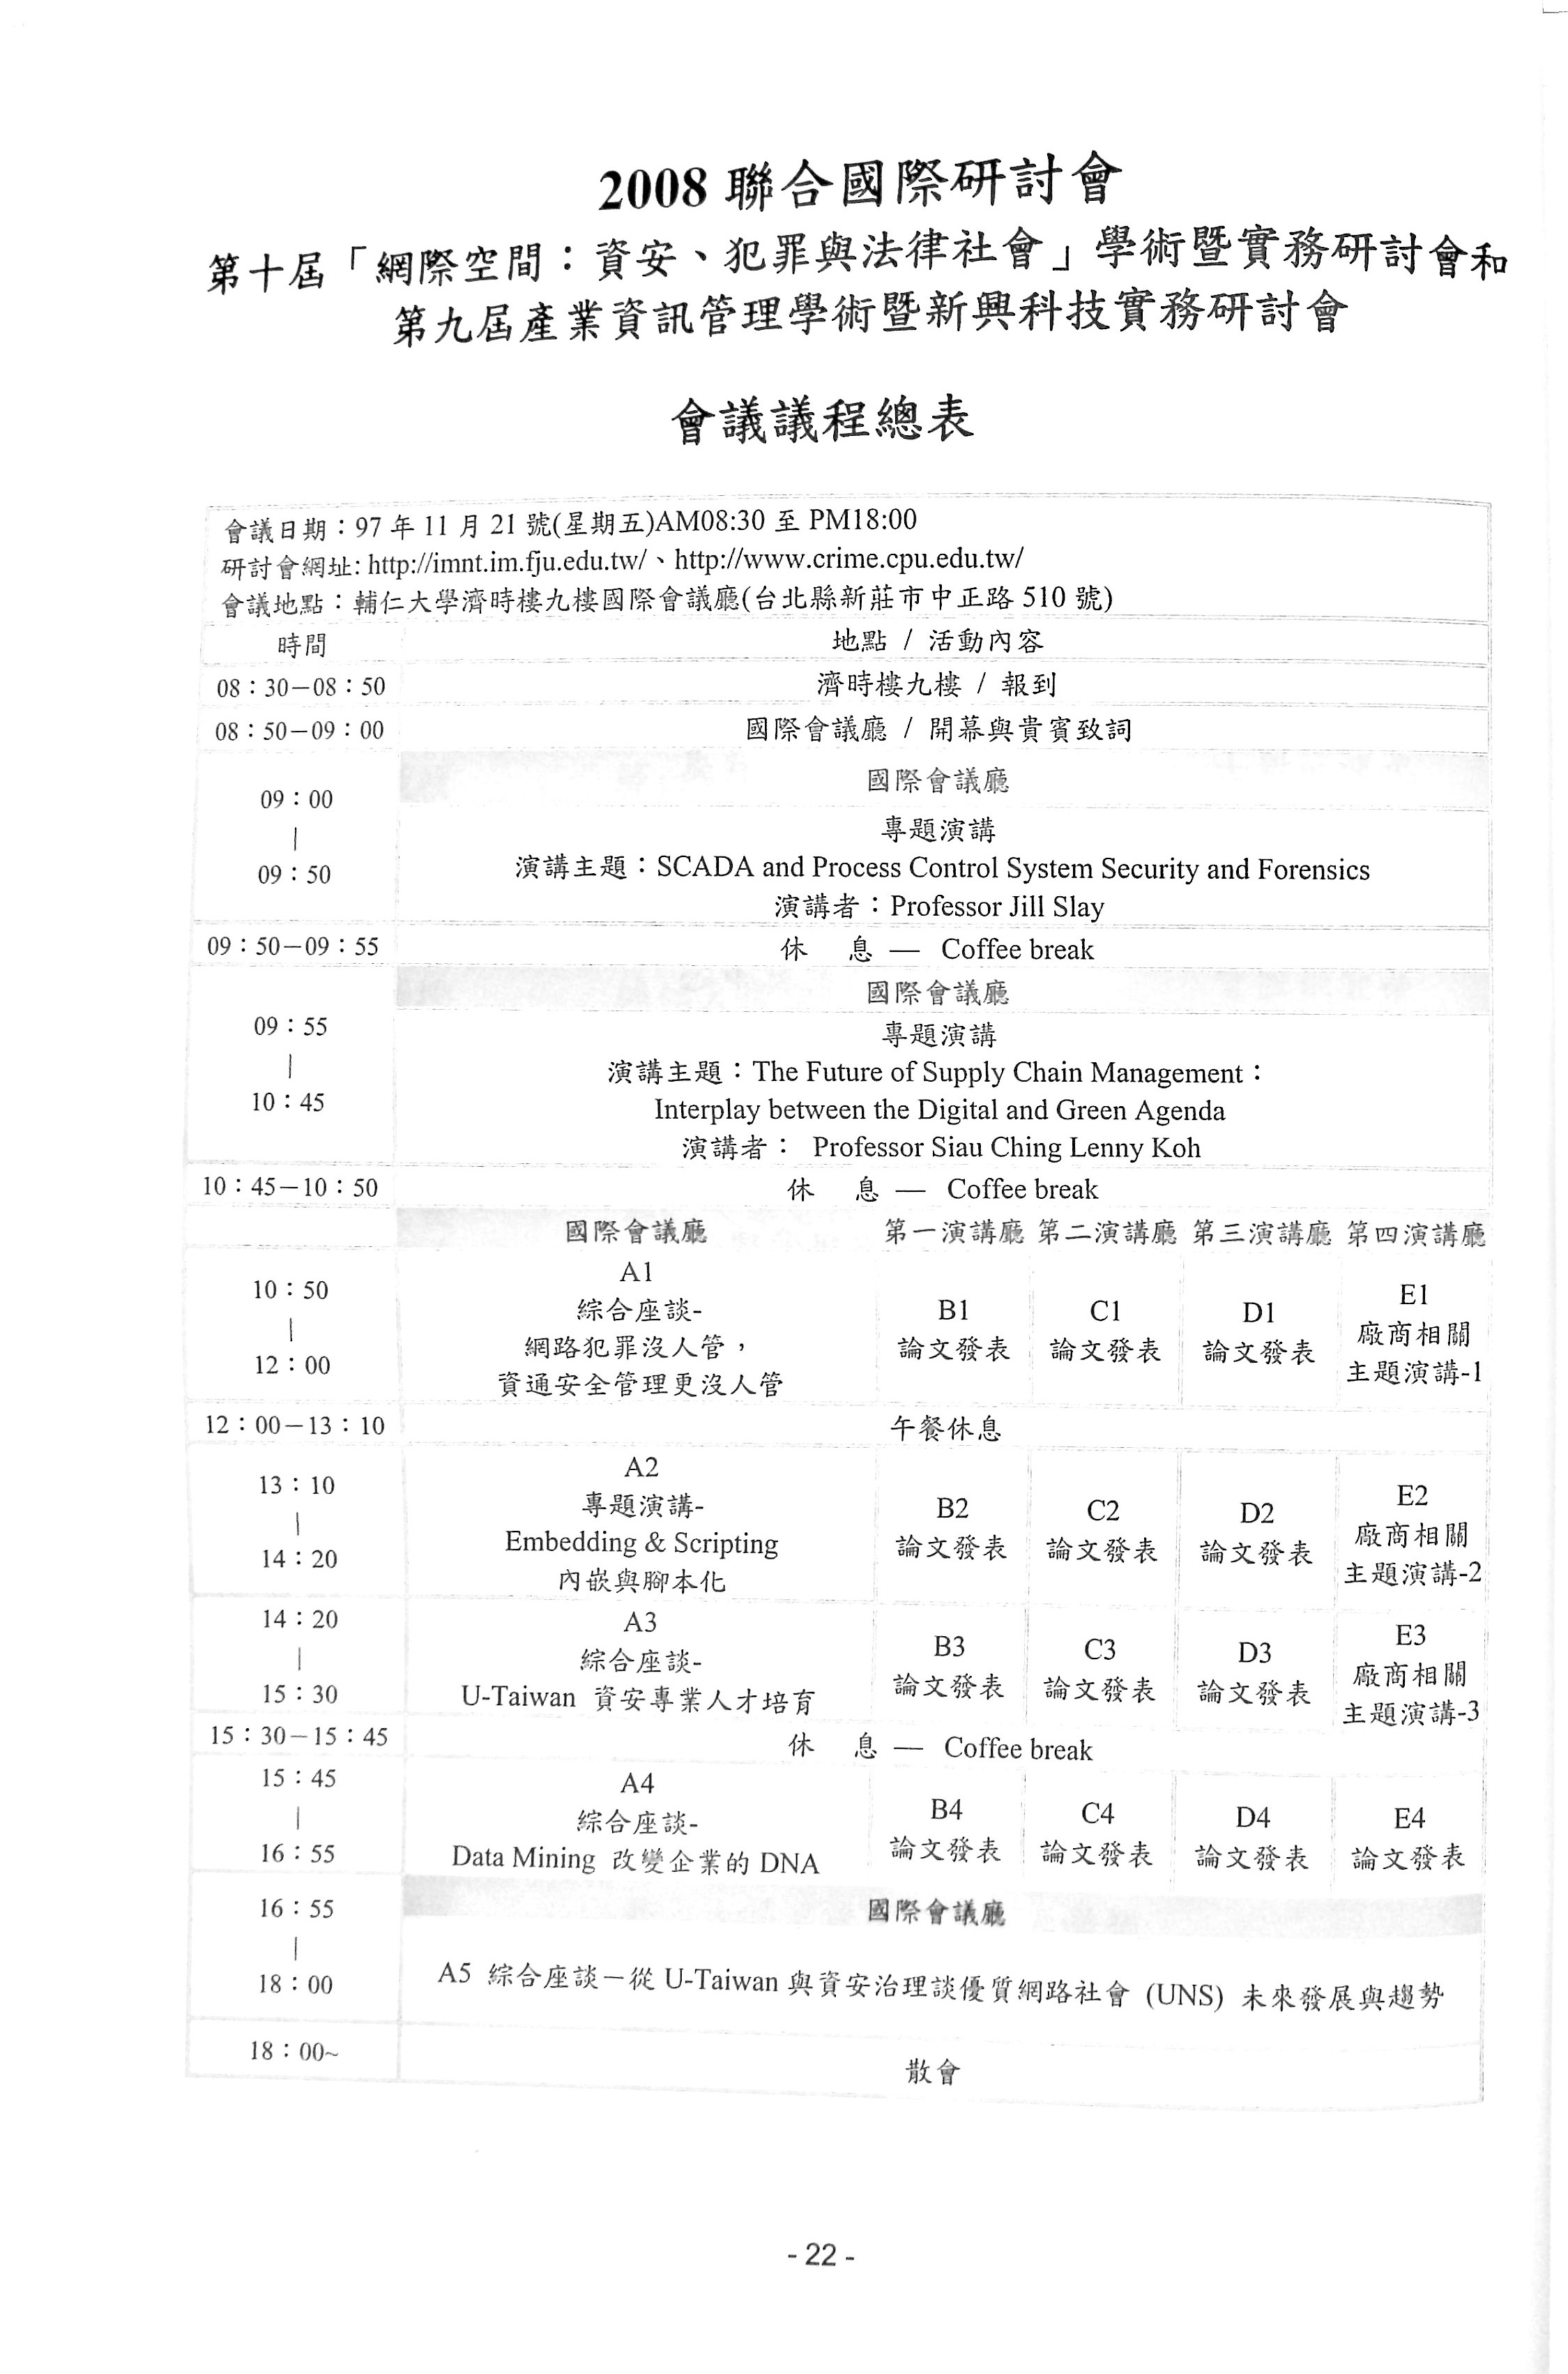 2008 聯合國際研討會
第十屆「網際空間：資安、犯罪與法律社會」學術暨實務研討會和
第九屆產業資訊管理學術暨新興科技實務研討會
會議議程總表
會議日期：97 年 11 月 21 號(星期五)AM08:30 至 PM18:00
研討會網址: http://imnt.im.fju.edu.tw/、http://www.crime.cpu.edu.tw/
會議地點：輔仁大學濟時樓九樓國際會議廳(台北縣新莊市中正路 510 號)
時間 地點 / 活動內容
08：30－08：50 濟時樓九樓 / 報到
08：50－09：00 國際會議廳 / 開幕與貴賓致詞
09：00
|
09：50
國際會議廳
專題演講
演講主題：SCADA and Process Control System Security and Forensics
演講者：Professor Jill Slay
09：50－09：55 休 息 — Coffee break
09：55
|
10：45
國際會議廳
專題演講
演講主題：The Future of Supply Chain Management：
Interplay between the Digital and Green Agenda
演講者： Professor Siau Ching Lenny Koh
10：45－10：50 休 息 — Coffee break
國際會議廳 第一演講廳 第二演講廳 第三演講廳 第四演講廳
10：50
|
12：00
A1
綜合座談-
網路犯罪沒人管，
資通安全管理更沒人管
B1
論文發表
C1
論文發表
D1
論文發表
E1
廠商相關
主題演講-1
12：00－13：10 午餐休息
13：10
|
14：20
A2
專題演講-
Embedding & Scripting
內嵌與腳本化
B2
論文發表
C2
論文發表
D2
論文發表
E2
廠商相關
主題演講-2
14：20
|
15：30
A3
綜合座談-
U-Taiwan 資安專業人才培育
B3
論文發表
C3
論文發表
D3
論文發表
E3
廠商相關
主題演講-3
15：30－15：45 休 息 — Coffee break
15：45
|
16：55
A4
綜合座談-
Data Mining 改變企業的 DNA
B4
論文發表
C4
論文發表
D4
論文發表
E4
論文發表
16：55
|
18：00
國際會議廳
A5 綜合座談－從 U-Taiwan 與資安治理談優質網路社會 (UNS) 未來發展與趨勢
18：00~ 散會
- 22 -